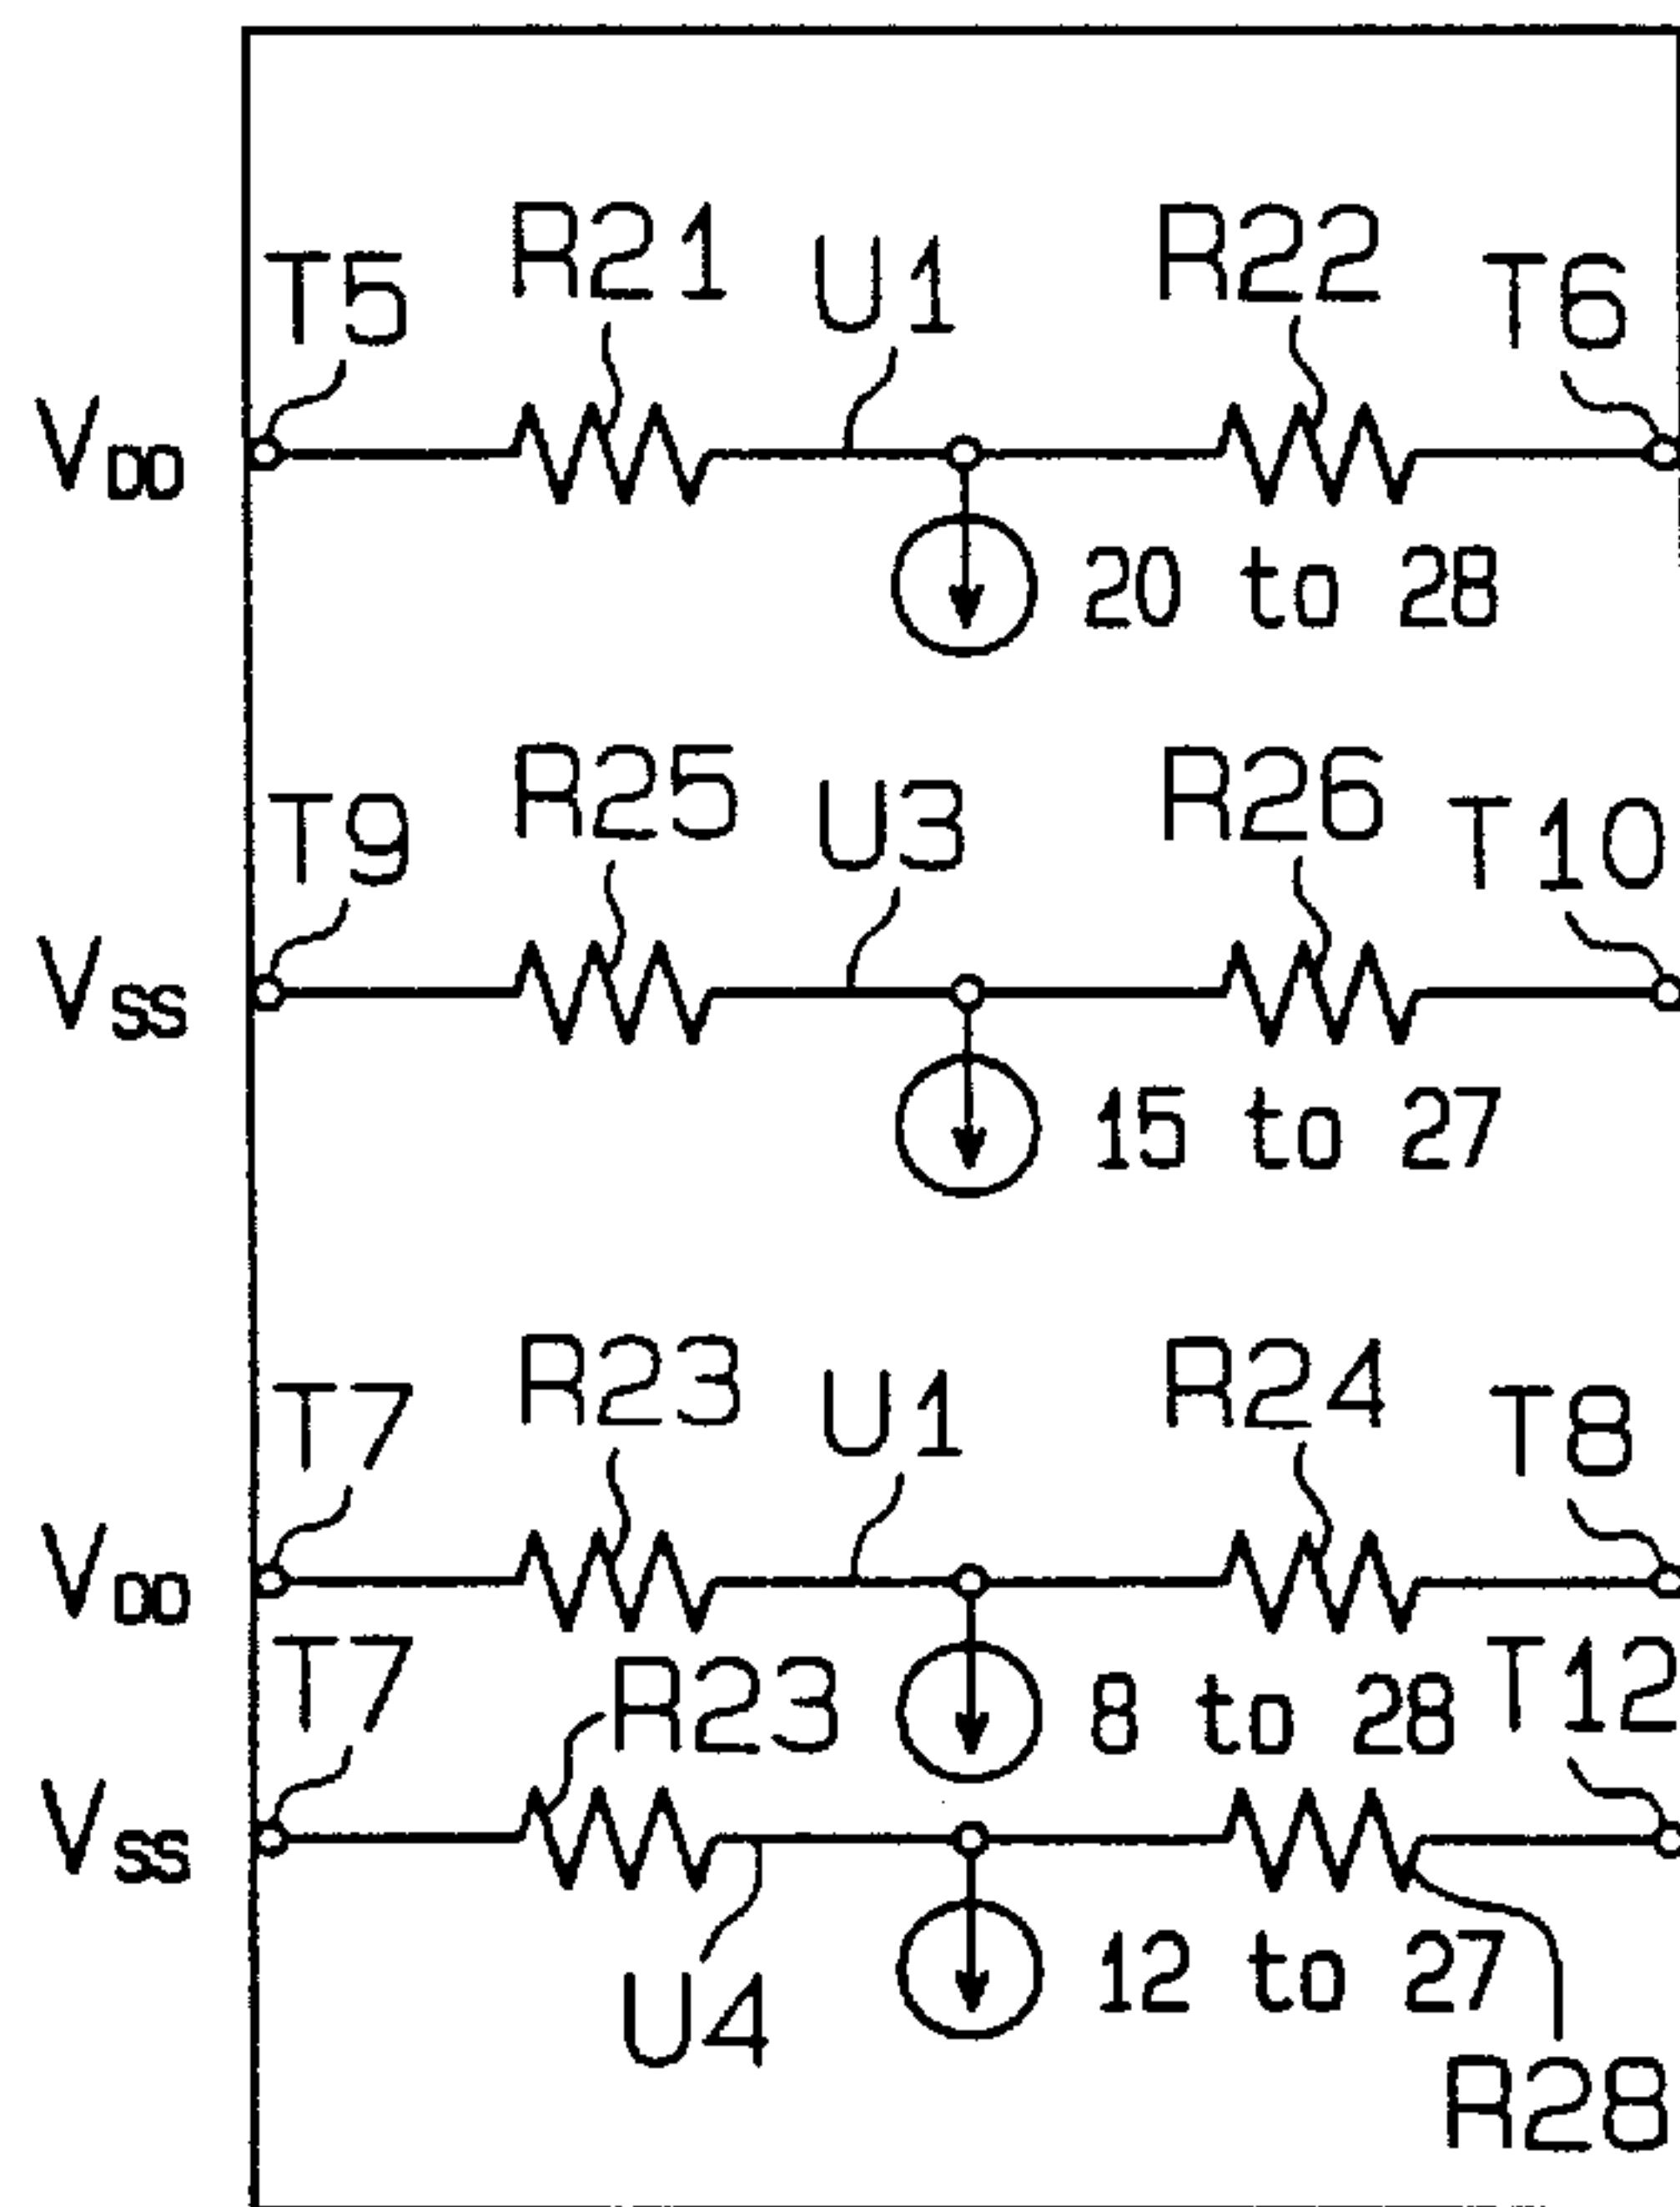 T5 R21 U1 R22 T6
VDD
20 to 28
T9 R25 U3 R26 T10
VSS
15 to 27
T7 R23 U1 R24 T8
VDD
T7 R23 8 to 28 T12
VSS
12 to 27
U4
R28